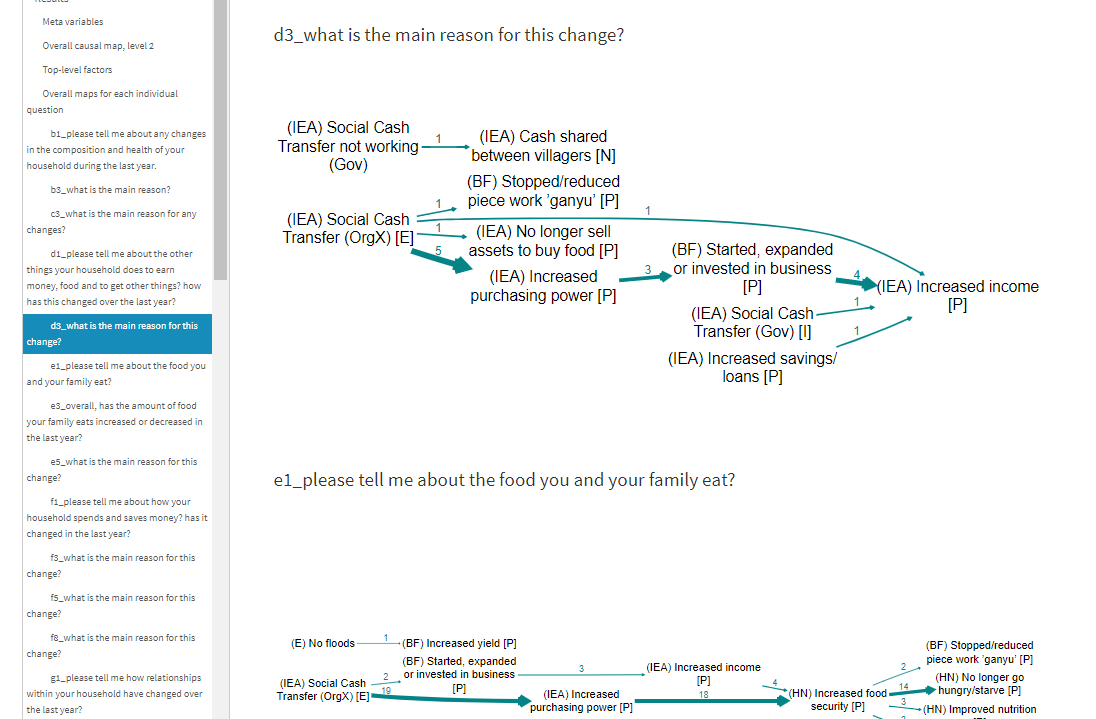 Results
Meta variables
Overall causal map, level 2
Top-level factors
Overall maps for each individual
question
b1_please tell me about any changes
in the composition and health of your
household during the last year.
b3_what is the main reason?
c3_what is the main reason for any
changes?
d1_please tell me about the other
things your household does to earn
money, food and to get other things? how
has this changed over the last year?
d3_what is the main reason for this
change?
e1_please tell me about the food you
and your family eat?
e3_overall, has the amount of food
your family eats increased or decreased in
the last year?
e5_what is the main reason for this
change?
f1_please tell me about how your
household spends and saves money? has it
changed in the last year?
f3_what is the main reason for this
change?
f5_what is the main reason for this
change?
f8_what is the main reason for this
change?
g1_please tell me how relationships
within your household have changed over
the last year?
d3_what is the main reason for this change?
(IEA) Social Cash
Transfer not working
(Gov)
1
(IEA) Cash shared
between villagers [N]
(BF) Stopped/reduced
piece work 'ganyu' [P]
1
1
(IEA) Social Cash
Transfer (OrgX) [E]
1
(IEA) No longer sell
assets to buy food [P]
5
(IEA) Increased
purchasing power [P]
3
(BF) Started, expanded
or invested in business
[P]
4
(IEA) Increased income
[P]
(IEA) Social Cash
Transfer (Gov) [I]
1
(IEA) Increased savings/
loans [P]
1
e1_please tell me about the food you and your family eat?
(E) No floods
1
(BF) Increased yield [P]
(BF) Started, expanded
or invested in business
[P]
(IEA) Social Cash
Transfer (OrgX) [E]
2
19
3
(IEA) Increased income
[P]
(IEA) Increased
purchasing power [P]
18
4
(HN) Increased food
security [P]
2
14
3
(BF) Stopped/reduced
piece work 'ganyu' [P]
(HN) No longer go
hungry/starve [P]
(HN) Improved nutrition